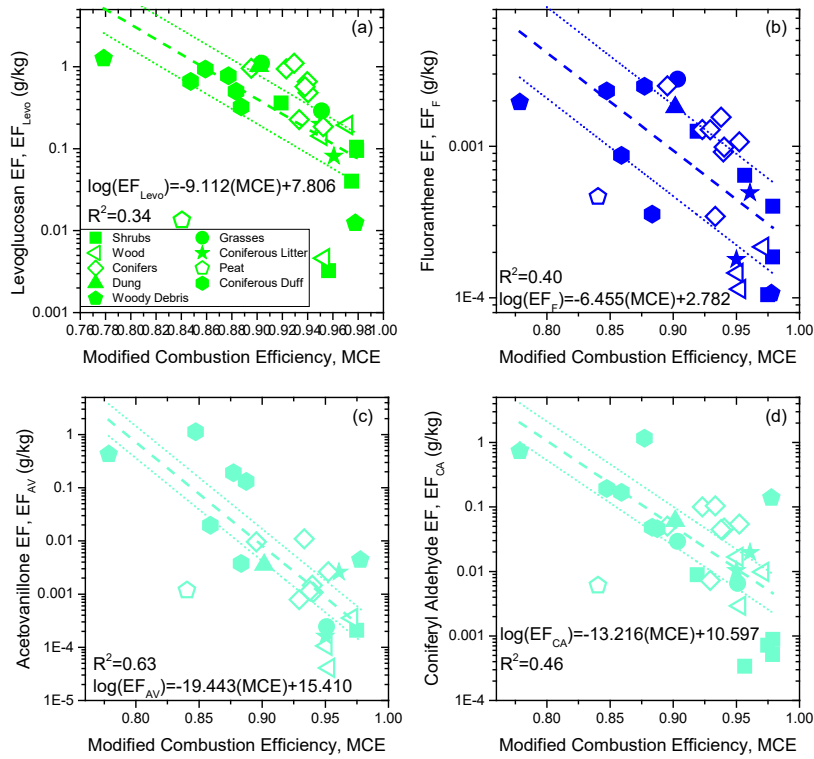 (a)
Levoglucosan EF, EF_Levo (g/kg)
1
0.1
0.01
0.001
log(EF_Levo)=-9.112(MCE)+7.806
R²=0.34
Shrubs
Wood
Conifers
Dung
Woody Debris
Grasses
Coniferous Litter
Peat
Coniferous Duff
0.76 0.78 0.80 0.82 0.84 0.86 0.88 0.90 0.92 0.94 0.96 0.98 1.00
Modified Combustion Efficiency, MCE
(b)
Fluoranthene EF, EF_F (g/kg)
0.001
1E-4
R²=0.40
log(EF_F)=-6.455(MCE)+2.782
0.80 0.85 0.90 0.95 1.00
Modified Combustion Efficiency, MCE
(c)
Acetovanillone EF, EF_AV (g/kg)
1
0.1
0.01
0.001
1E-4
1E-5
R²=0.63
log(EF_AV)=-19.443(MCE)+15.410
0.80 0.85 0.90 0.95 1.00
Modified Combustion Efficiency, MCE
(d)
Coniferyl Aldehyde EF, EF_CA (g/kg)
1
0.1
0.01
0.001
1E-4
log(EF_CA)=-13.216(MCE)+10.597
R²=0.46
0.80 0.85 0.90 0.95 1.00
Modified Combustion Efficiency, MCE